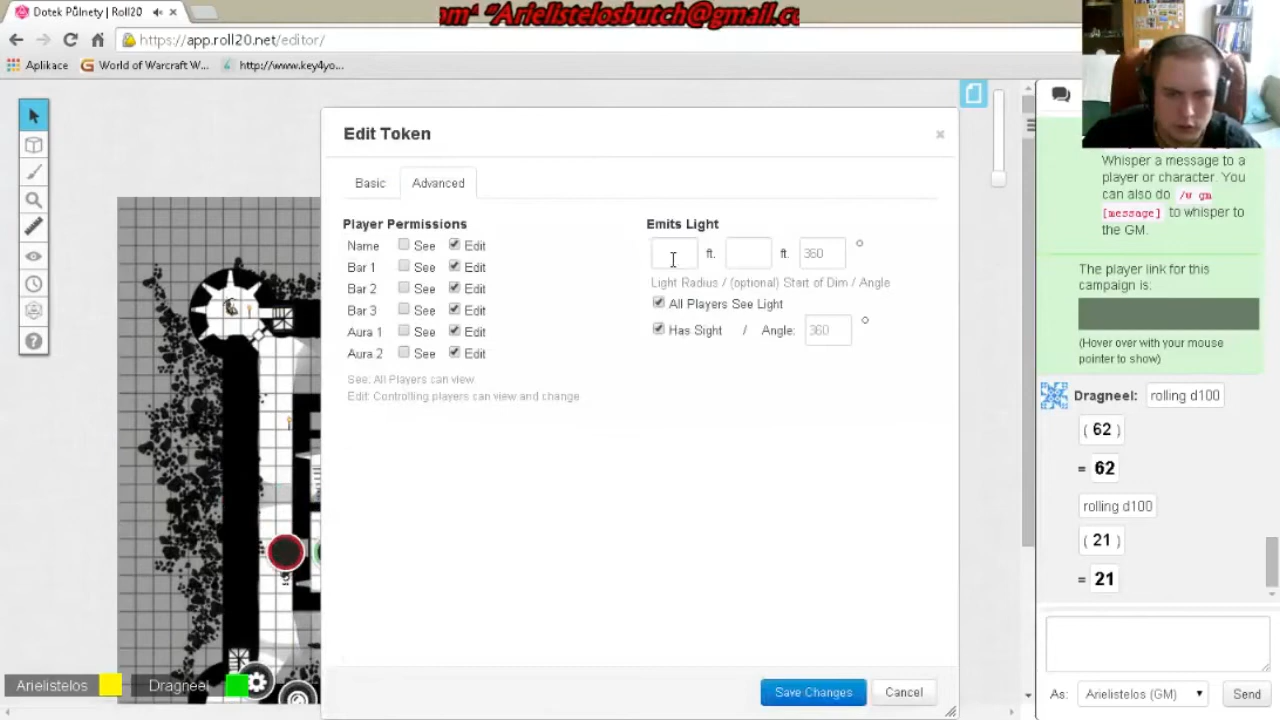 Dotek Půlnety | Roll20
om' "Arielistelosbutch@gmail.co
https://app.roll20.net/editor/
Aplikace
World of Warcraft W...
http://www.key4yo...
Edit Token
×
Basic
Advanced
Player Permissions
Name See Edit
Bar 1 See Edit
Bar 2 See Edit
Bar 3 See Edit
Aura 1 See Edit
Aura 2 See Edit
See: All Players can view
Edit: Controlling players can view and change
Emits Light
ft. ft. 360 °
Light Radius / (optional) Start of Dim / Angle
All Players See Light
Has Sight / Angle: 360 °
Save Changes
Cancel
Whisper a message to a
player or character. You
can also do /w gm
[message] to whisper to
the GM.
The player link for this
campaign is:
(Hover over with your mouse
pointer to show)
Dragneel: rolling d100
( 62 )
= 62
rolling d100
( 21 )
= 21
As: Arielistelos (GM)
Send
Arielistelos
Dragneel